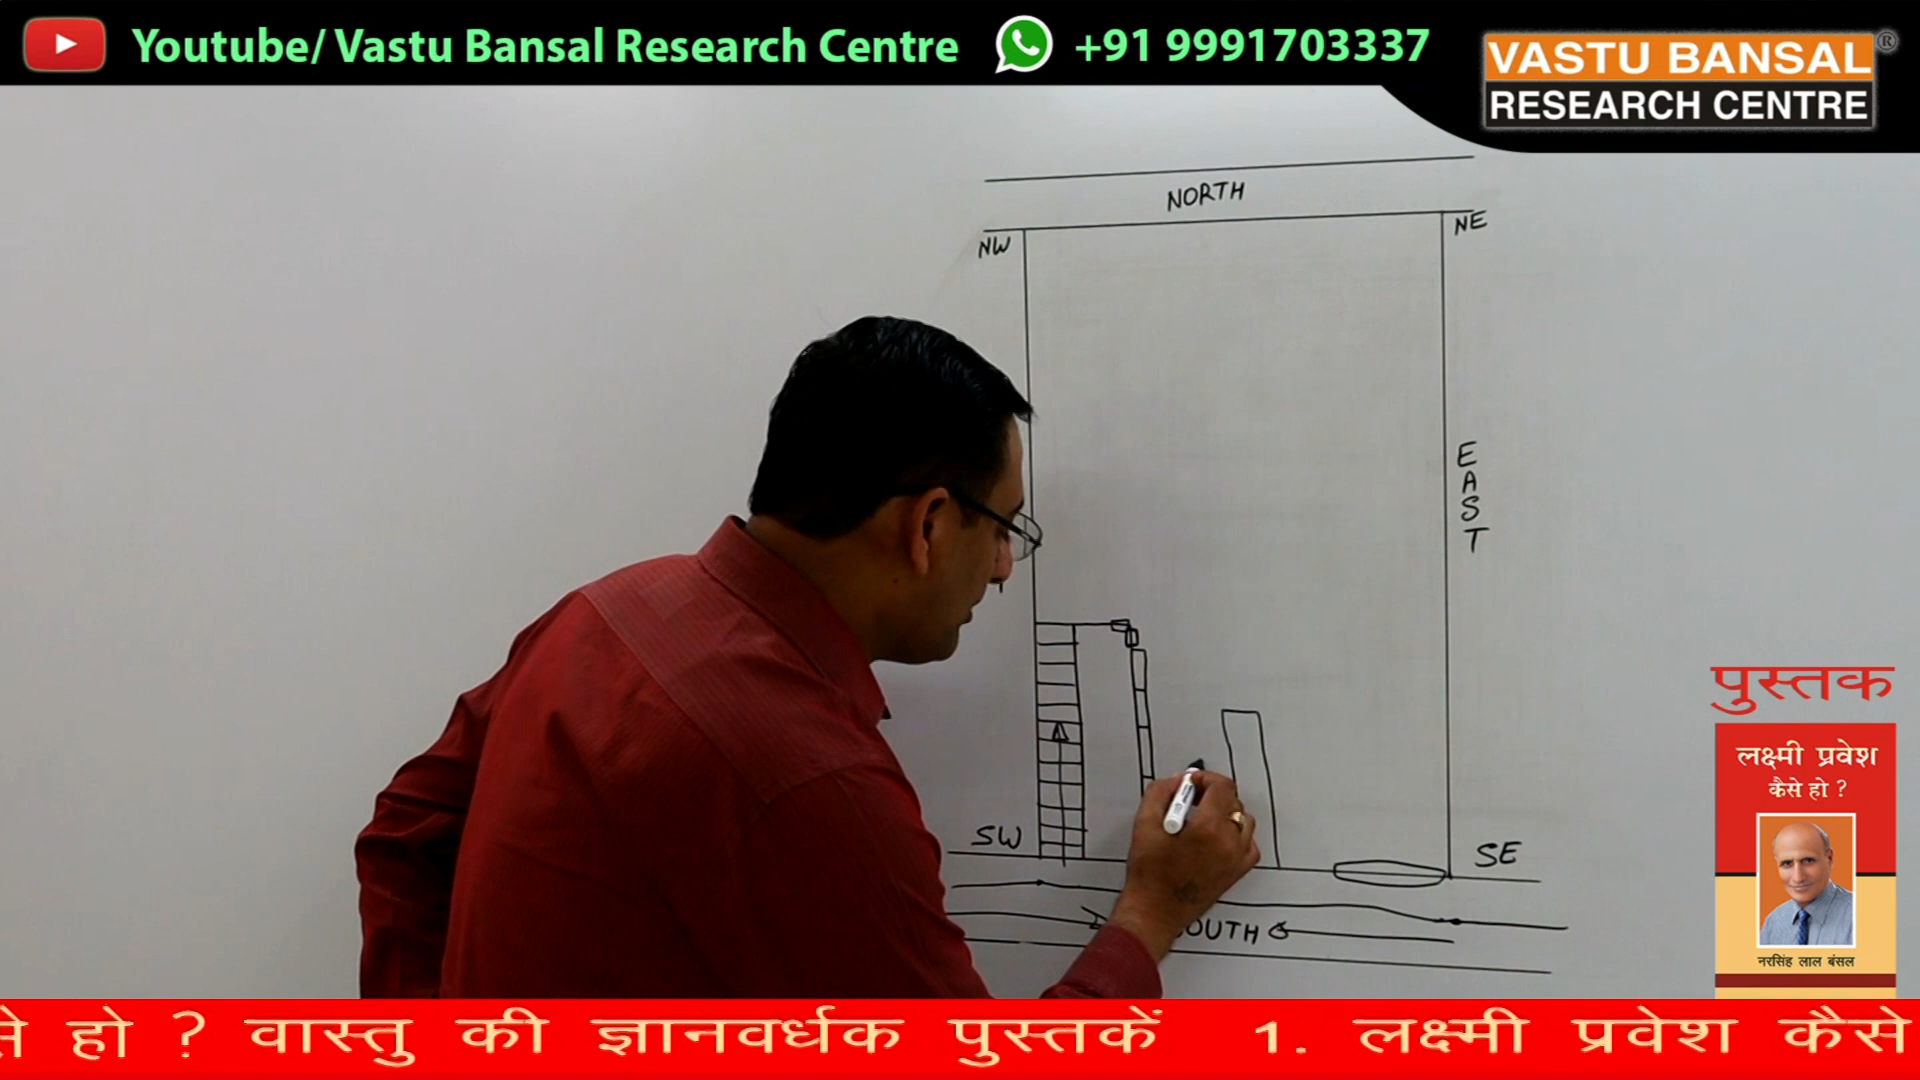 Youtube/ Vastu Bansal Research Centre +91 9991703337
VASTU BANSAL®
RESEARCH CENTRE
NORTH
NW
NE
EAST
SW
SE
OUTH
पुस्तक
लक्ष्मी प्रवेश
कैसे हो ?
नरसिंह लाल बंसल
हो ? वास्तु की ज्ञानवर्धक पुस्तकें 1. लक्ष्मी प्रवेश कैसे